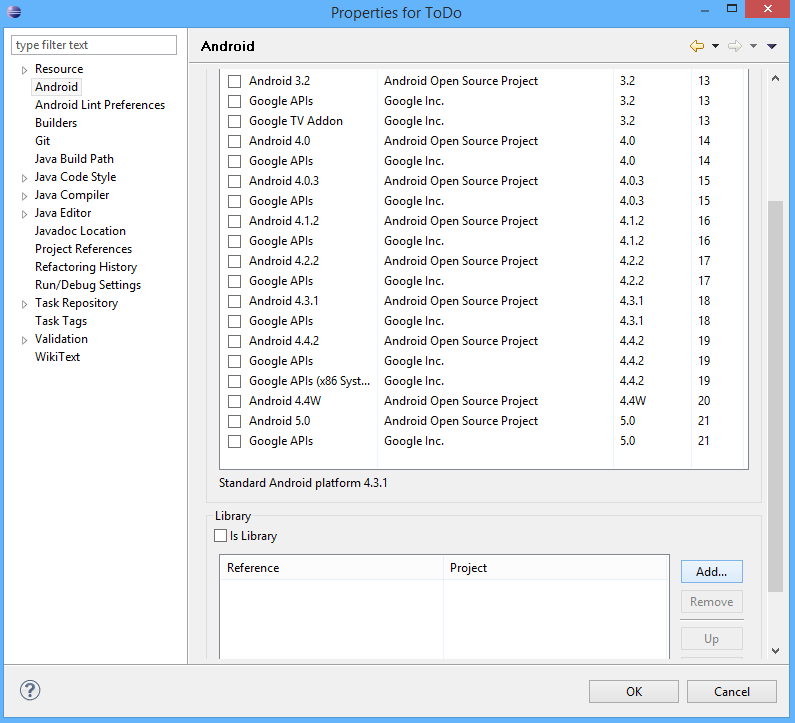 Properties for ToDo
type filter text
Android
Resource
Android
Android Lint Preferences
Builders
Git
Java Build Path
Java Code Style
Java Compiler
Java Editor
Javadoc Location
Project References
Refactoring History
Run/Debug Settings
Task Repository
Task Tags
Validation
WikiText
Android 3.2 Android Open Source Project 3.2 13
Google APIs Google Inc. 3.2 13
Google TV Addon Google Inc. 3.2 13
Android 4.0 Android Open Source Project 4.0 14
Google APIs Google Inc. 4.0 14
Android 4.0.3 Android Open Source Project 4.0.3 15
Google APIs Google Inc. 4.0.3 15
Android 4.1.2 Android Open Source Project 4.1.2 16
Google APIs Google Inc. 4.1.2 16
Android 4.2.2 Android Open Source Project 4.2.2 17
Google APIs Google Inc. 4.2.2 17
Android 4.3.1 Android Open Source Project 4.3.1 18
Google APIs Google Inc. 4.3.1 18
Android 4.4.2 Android Open Source Project 4.4.2 19
Google APIs Google Inc. 4.4.2 19
Google APIs (x86 Syst... Google Inc. 4.4.2 19
Android 4.4W Android Open Source Project 4.4W 20
Android 5.0 Android Open Source Project 5.0 21
Google APIs Google Inc. 5.0 21
Standard Android platform 4.3.1
Library
Is Library
Reference Project
Add...
Remove
Up
?
OK Cancel